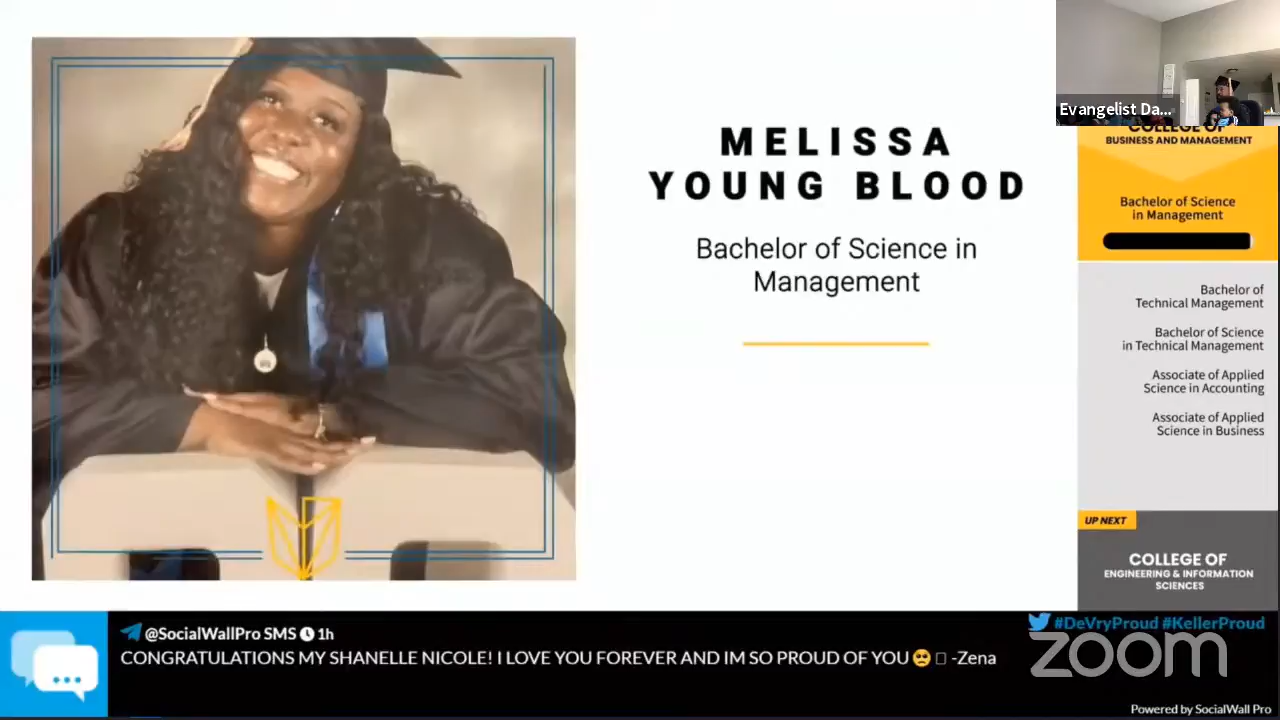 MELISSA
YOUNG BLOOD
Bachelor of Science in
Management
Evangelist Da...
COLLEGE OF
BUSINESS AND MANAGEMENT
Bachelor of Science
in Management
Bachelor of
Technical Management
Bachelor of Science
in Technical Management
Associate of Applied
Science in Accounting
Associate of Applied
Science in Business
UP NEXT
COLLEGE OF
ENGINEERING & INFORMATION
SCIENCES
@SocialWallPro SMS 1h
CONGRATULATIONS MY SHANELLE NICOLE! I LOVE YOU FOREVER AND IM SO PROUD OF YOU 🥺 -Zena
#DeVryProud #KellerProud
zoom
Powered by SocialWall Pro